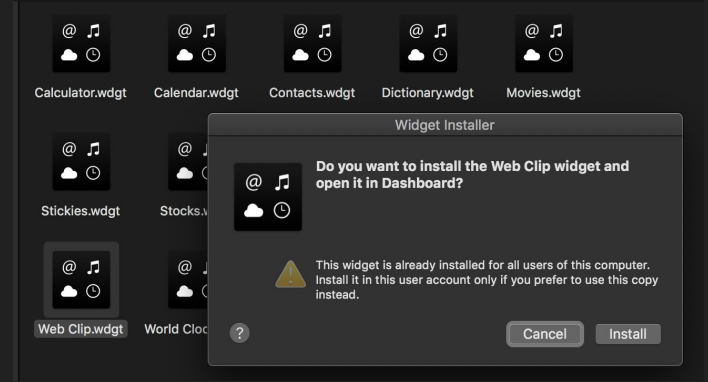 Calculator.wdgt
Calendar.wdgt
Contacts.wdgt
Dictionary.wdgt
Movies.wdgt
Stickies.wdgt
Stocks.w
Web Clip.wdgt
World Cloc
Widget Installer
Do you want to install the Web Clip widget and
open it in Dashboard?
This widget is already installed for all users of this computer.
Install it in this user account only if you prefer to use this copy
instead.
?
Cancel
Install